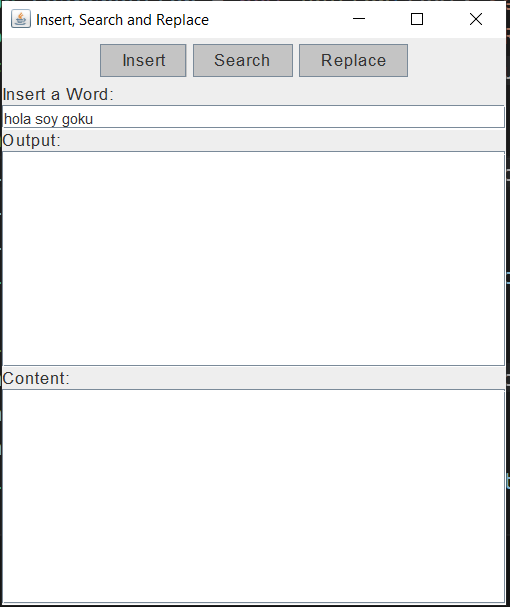 Insert, Search and Replace
Insert Search Replace
Insert a Word:
hola soy goku
Output:
Content: